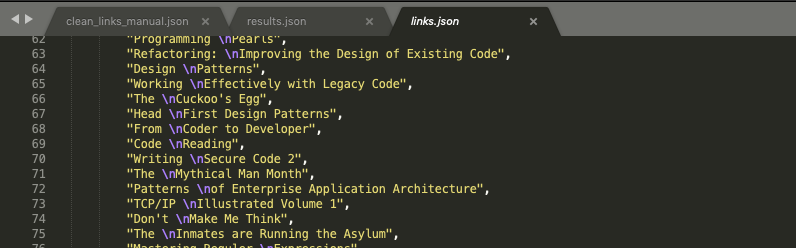 clean_links_manual.json × results.json × links.json ×
62 "Programming \nPearls",
63 "Refactoring: \nImproving the Design of Existing Code",
64 "Design \nPatterns",
65 "Working \nEffectively with Legacy Code",
66 "The \nCuckoo's Egg",
67 "Head \nFirst Design Patterns",
68 "From \nCoder to Developer",
69 "Code \nReading",
70 "Writing \nSecure Code 2",
71 "The \nMythical Man Month",
72 "Patterns \nof Enterprise Application Architecture",
73 "TCP/IP \nIllustrated Volume 1",
74 "Don't \nMake Me Think",
75 "The \nInmates are Running the Asylum",
76 "Mastering Regular \nExpressions"